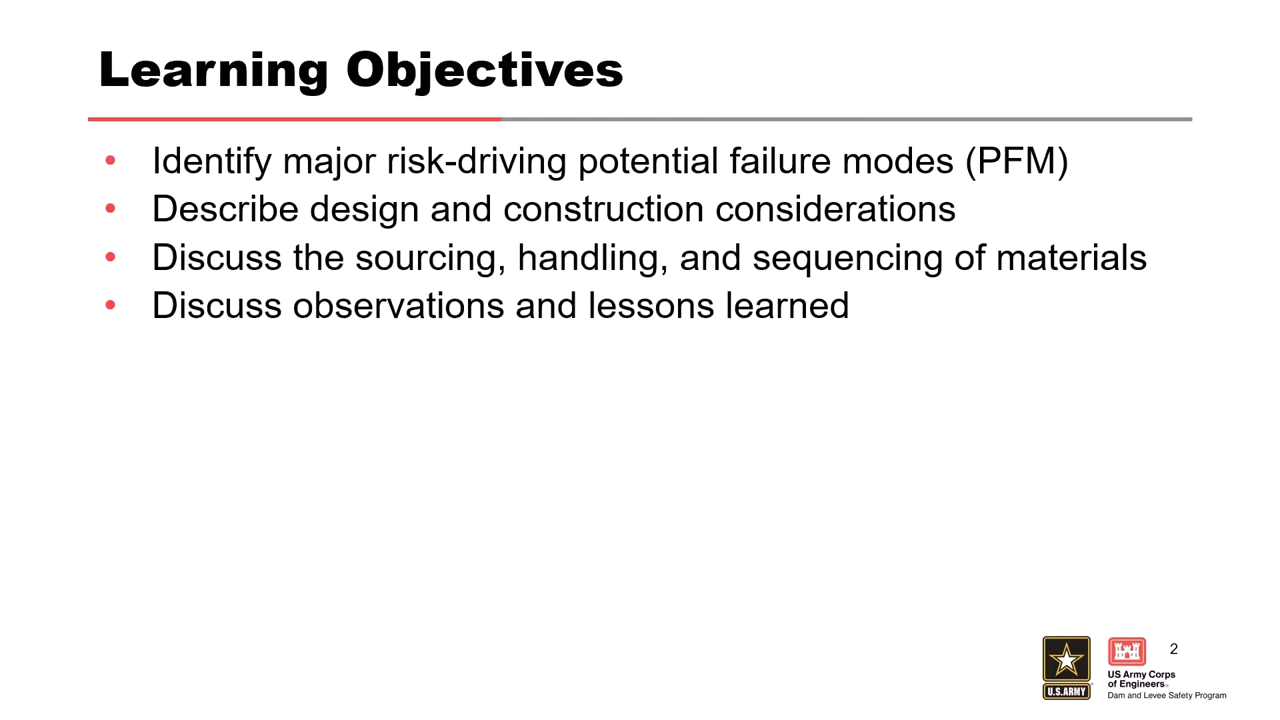 Learning Objectives
• Identify major risk-driving potential failure modes (PFM)
• Describe design and construction considerations
• Discuss the sourcing, handling, and sequencing of materials
• Discuss observations and lessons learned
2
U.S.ARMY
US Army Corps
of Engineers®
Dam and Levee Safety Program